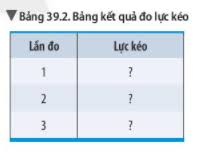 ▼Bảng 39.2. Bảng kết quả đo lực kéo
Lần đo Lực kéo
1 ?
2 ?
3 ?